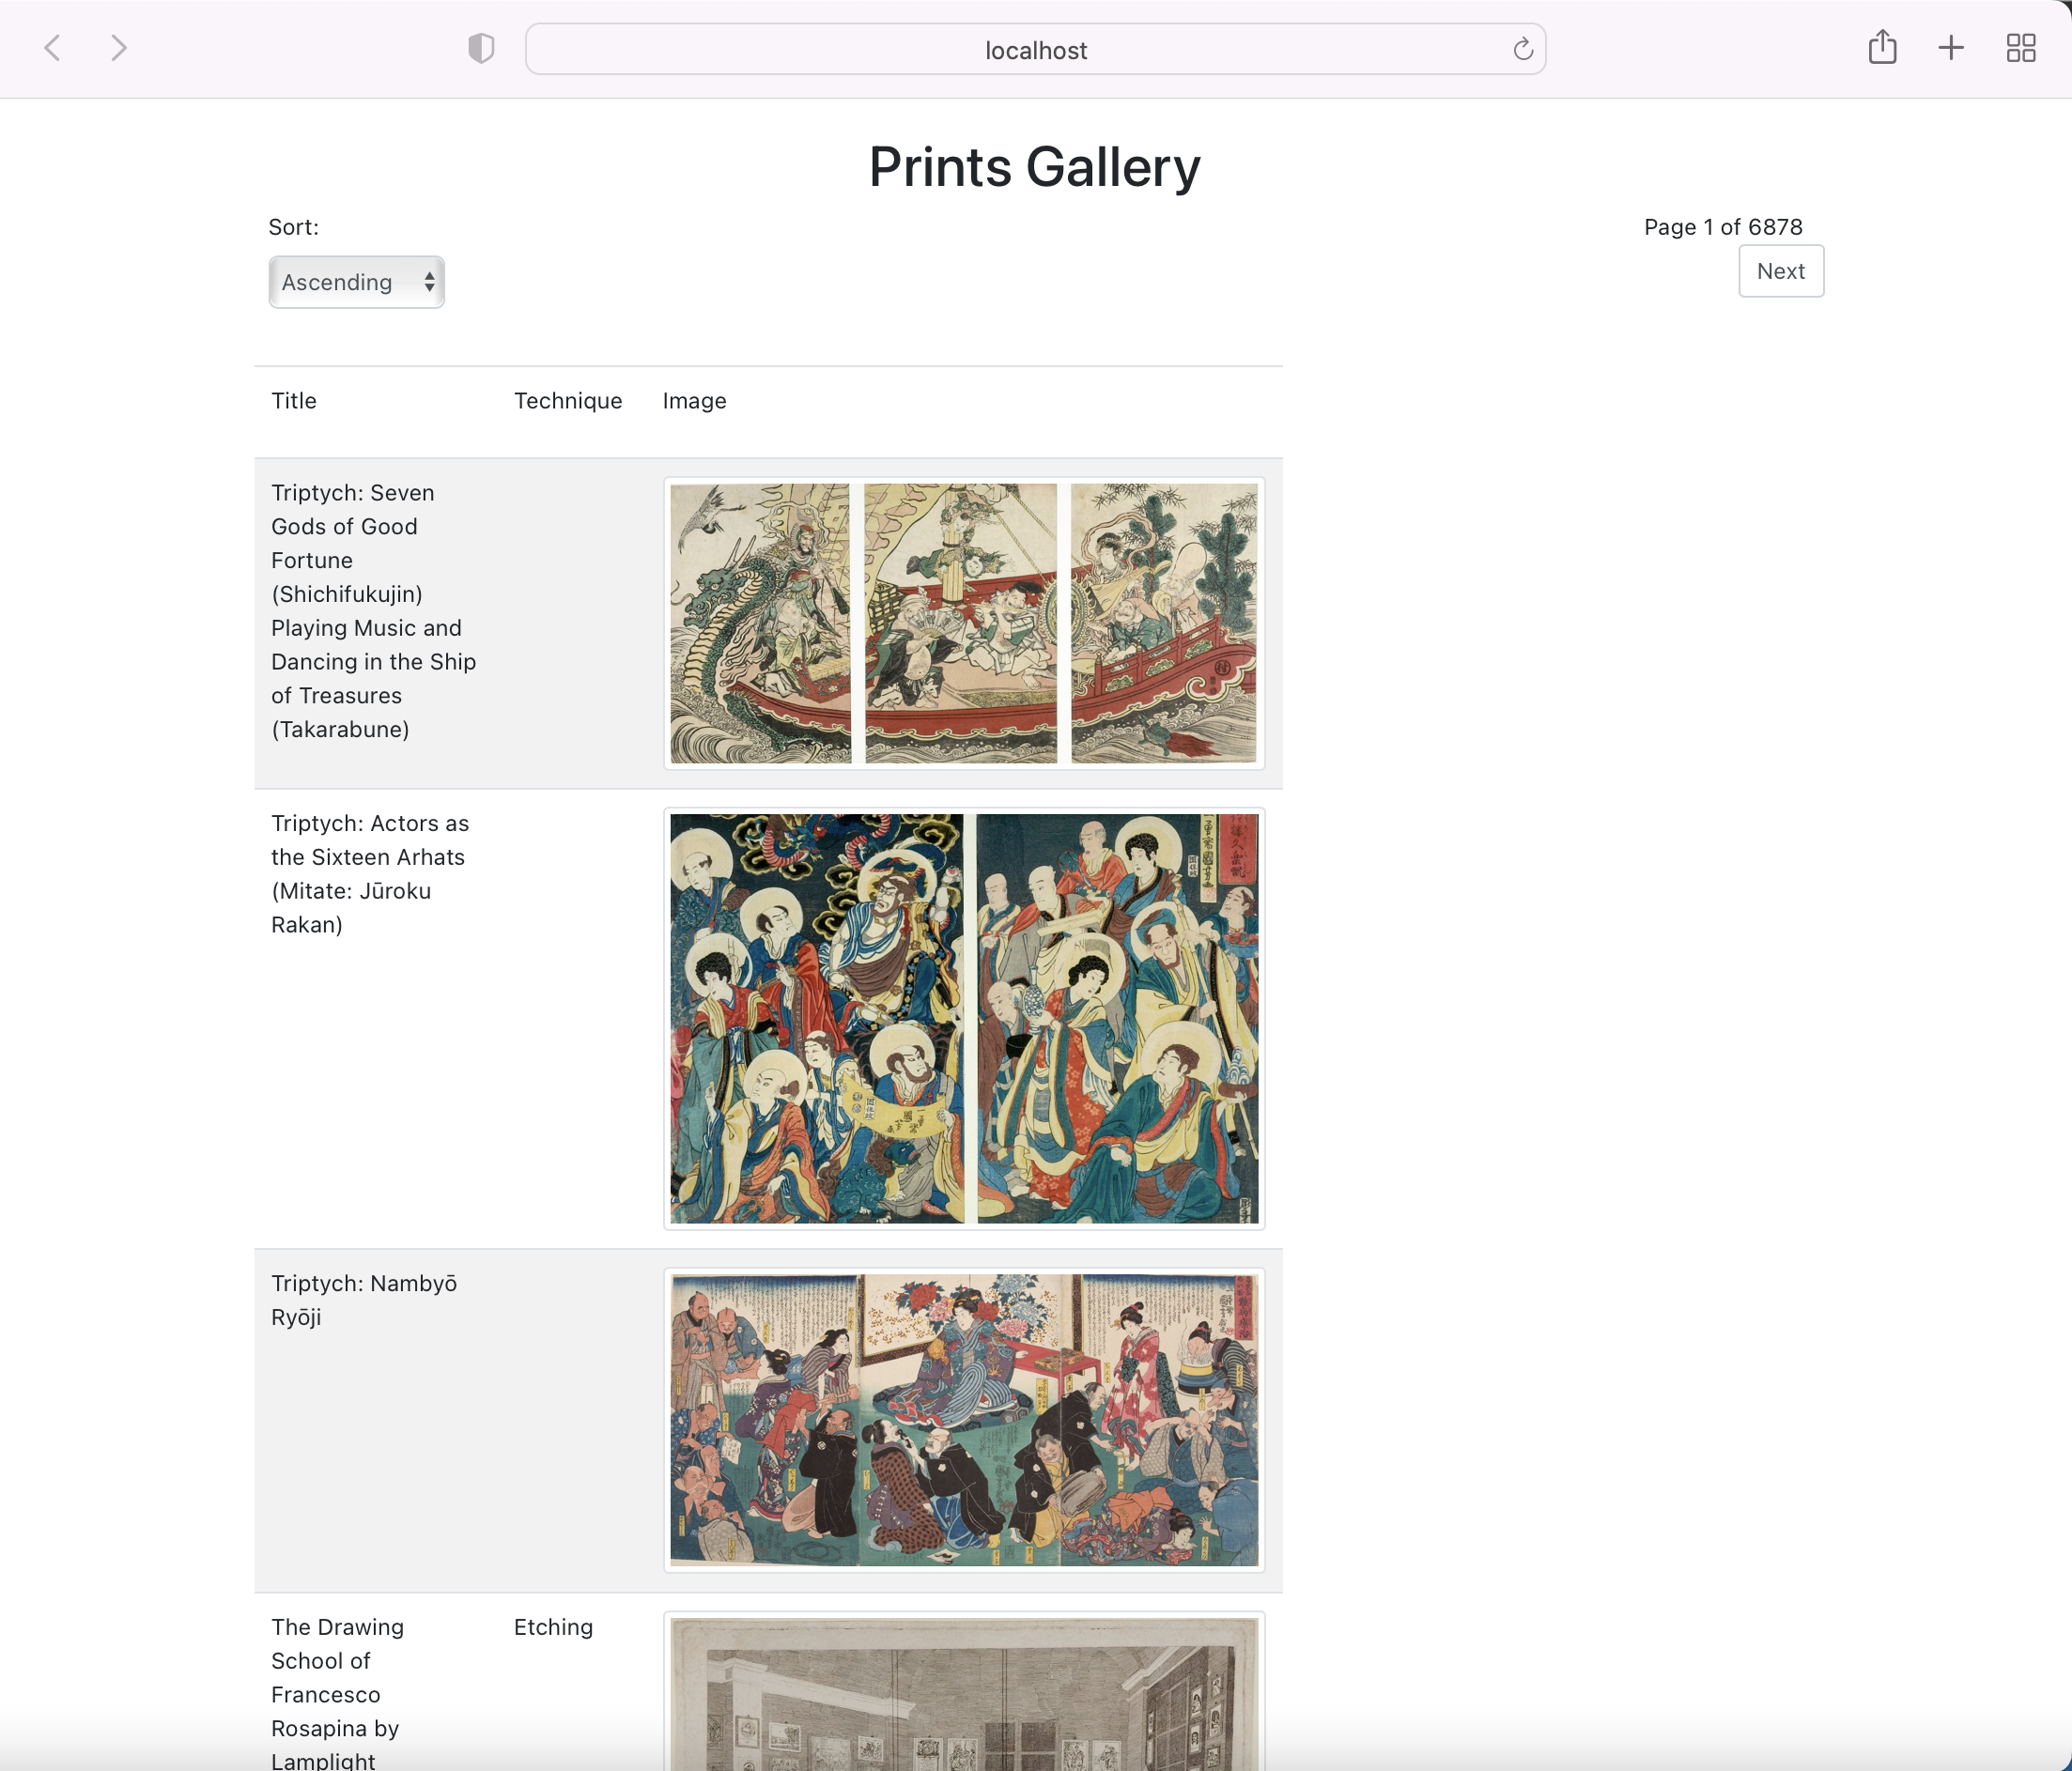 localhost
Prints Gallery
Sort:
Page 1 of 6878
Ascending
Next
Title
Technique
Image
Triptych: Seven
Gods of Good
Fortune
(Shichifukujin)
Playing Music and
Dancing in the Ship
of Treasures
(Takarabune)
Triptych: Actors as
the Sixteen Arhats
(Mitate: Jūroku
Rakan)
Triptych: Nambyō
Ryōji
The Drawing
School of
Francesco
Rosapina by
Lamplight
Etching